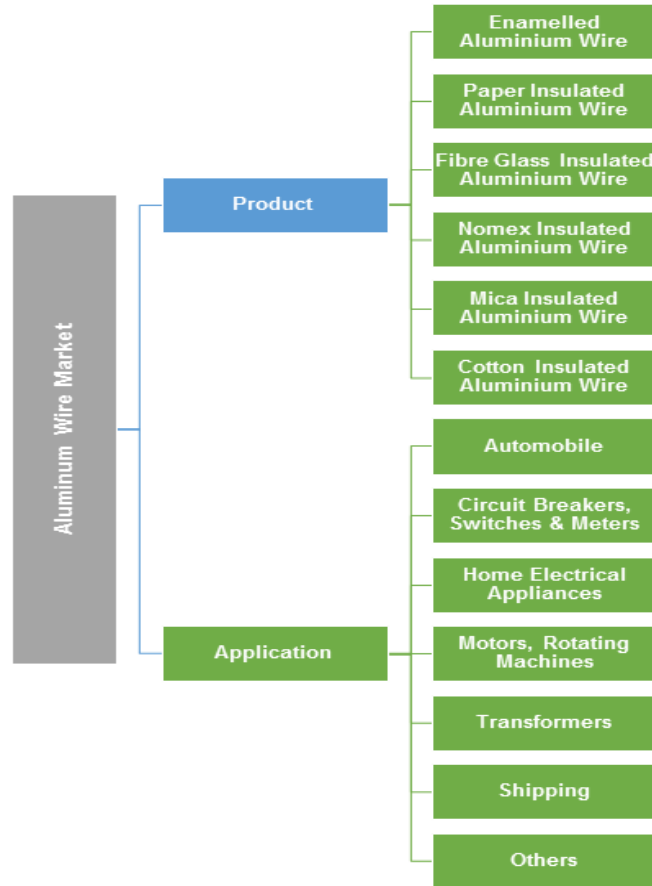 Aluminum Wire Market
Product
Enamelled
Aluminium Wire
Paper Insulated
Aluminium Wire
Fibre Glass Insulated
Aluminium Wire
Nomex Insulated
Aluminium Wire
Mica Insulated
Aluminium Wire
Cotton Insulated
Aluminium Wire
Application
Automobile
Circuit Breakers,
Switches & Meters
Home Electrical
Appliances
Motors, Rotating
Machines
Transformers
Shipping
Others